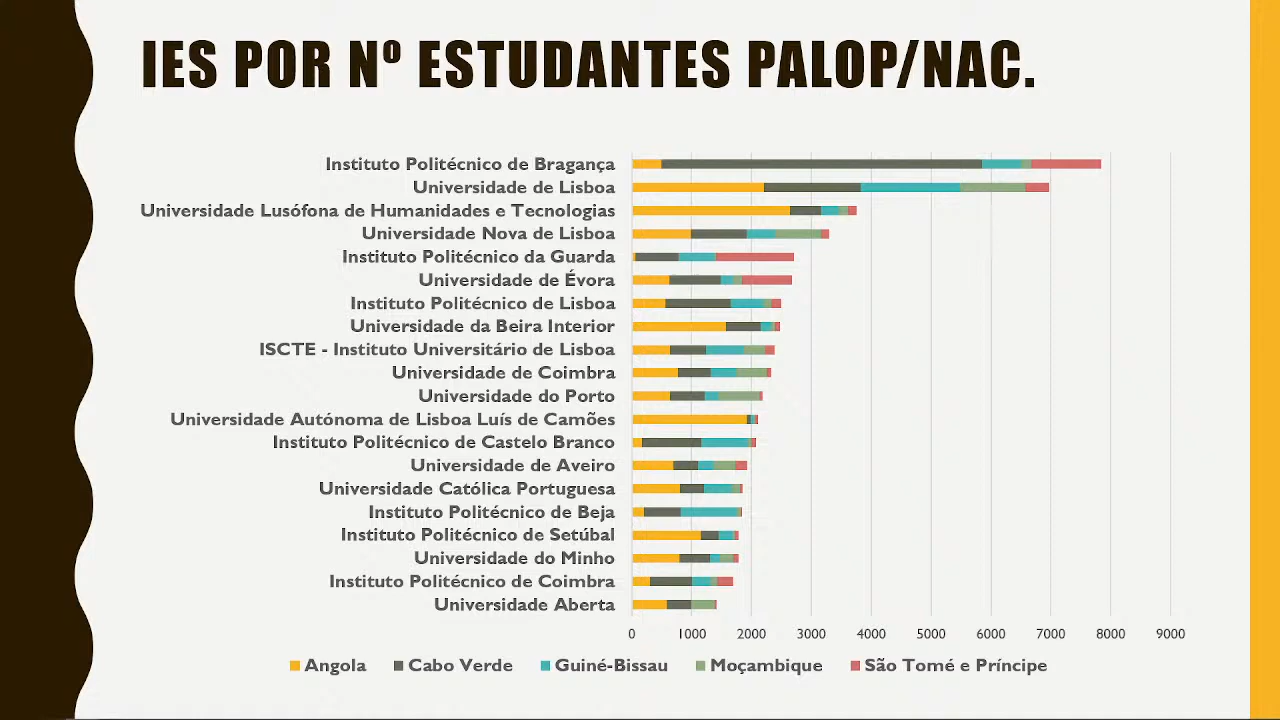 IES POR Nº ESTUDANTES PALOP/NAC.
Instituto Politécnico de Bragança
Universidade de Lisboa
Universidade Lusófona de Humanidades e Tecnologias
Universidade Nova de Lisboa
Instituto Politécnico da Guarda
Universidade de Évora
Instituto Politécnico de Lisboa
Universidade da Beira Interior
ISCTE - Instituto Universitário de Lisboa
Universidade de Coimbra
Universidade do Porto
Universidade Autónoma de Lisboa Luís de Camões
Instituto Politécnico de Castelo Branco
Universidade de Aveiro
Universidade Católica Portuguesa
Instituto Politécnico de Beja
Instituto Politécnico de Setúbal
Universidade do Minho
Instituto Politécnico de Coimbra
Universidade Aberta
0 1000 2000 3000 4000 5000 6000 7000 8000 9000
Angola Cabo Verde Guiné-Bissau Moçambique São Tomé e Príncipe